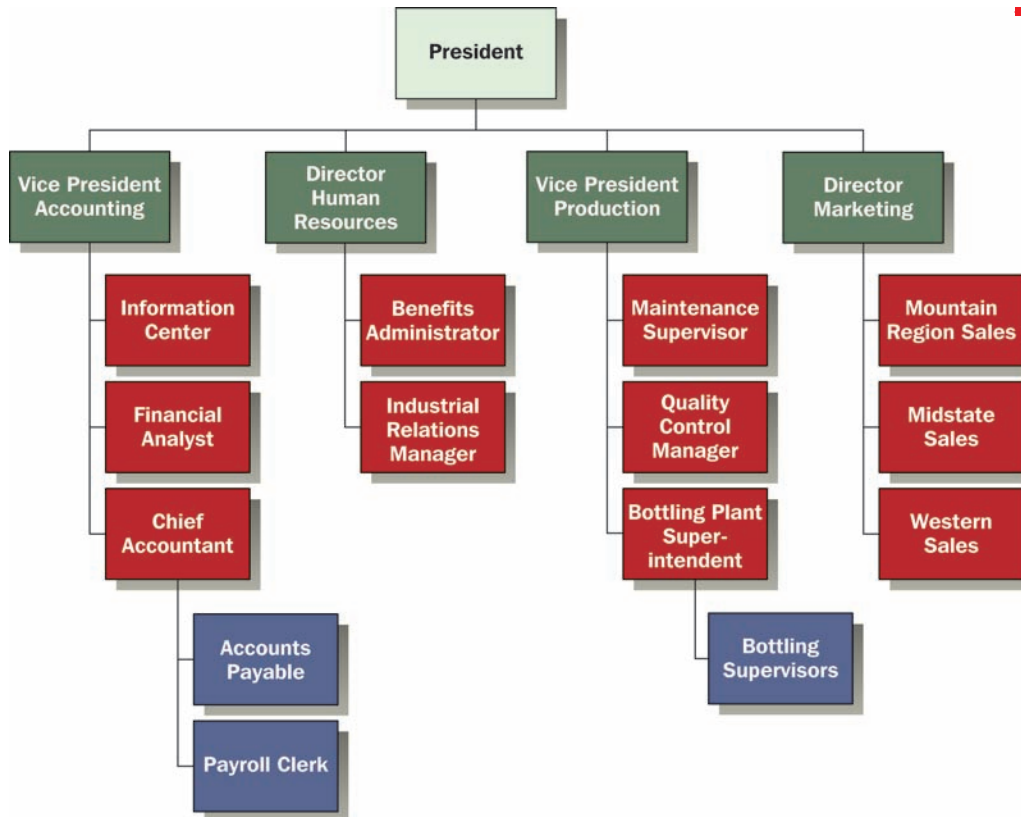 President
Vice President
Accounting
Director
Human
Resources
Vice President
Production
Director
Marketing
Information
Center
Benefits
Administrator
Maintenance
Supervisor
Mountain
Region Sales
Financial
Analyst
Industrial
Relations
Manager
Quality
Control
Manager
Midstate
Sales
Chief
Accountant
Bottling Plant
Super-
intendent
Western
Sales
Accounts
Payable
Bottling
Supervisors
Payroll Clerk